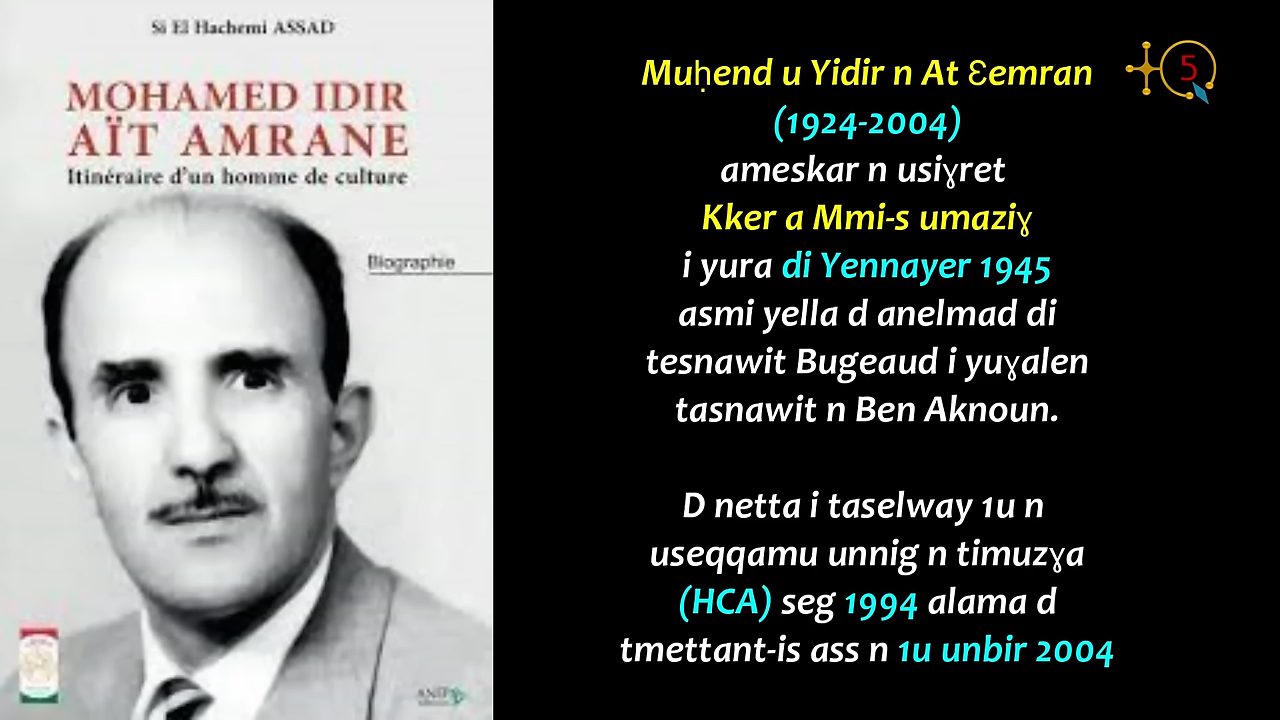 Si El Hachemi ASSAD
MOHAMED IDIR
AÏT AMRANE
Itinéraire d'un homme de culture
Biographie
Muḥend u Yidir n At Ɛemran
5
(1924-2004)
ameskar n usiɣret
Kker a Mmi-s umaziɣ
i yura di Yennayer 1945
asmi yella d anelmad di
tesnawit Bugeaud i yuɣalen
tasnawit n Ben Aknoun.
D netta i taselway 1u n
useqqamu unnig n timuzɣa
(HCA) seg 1994 alama d
tmettant-is ass n 1u unbir 2004